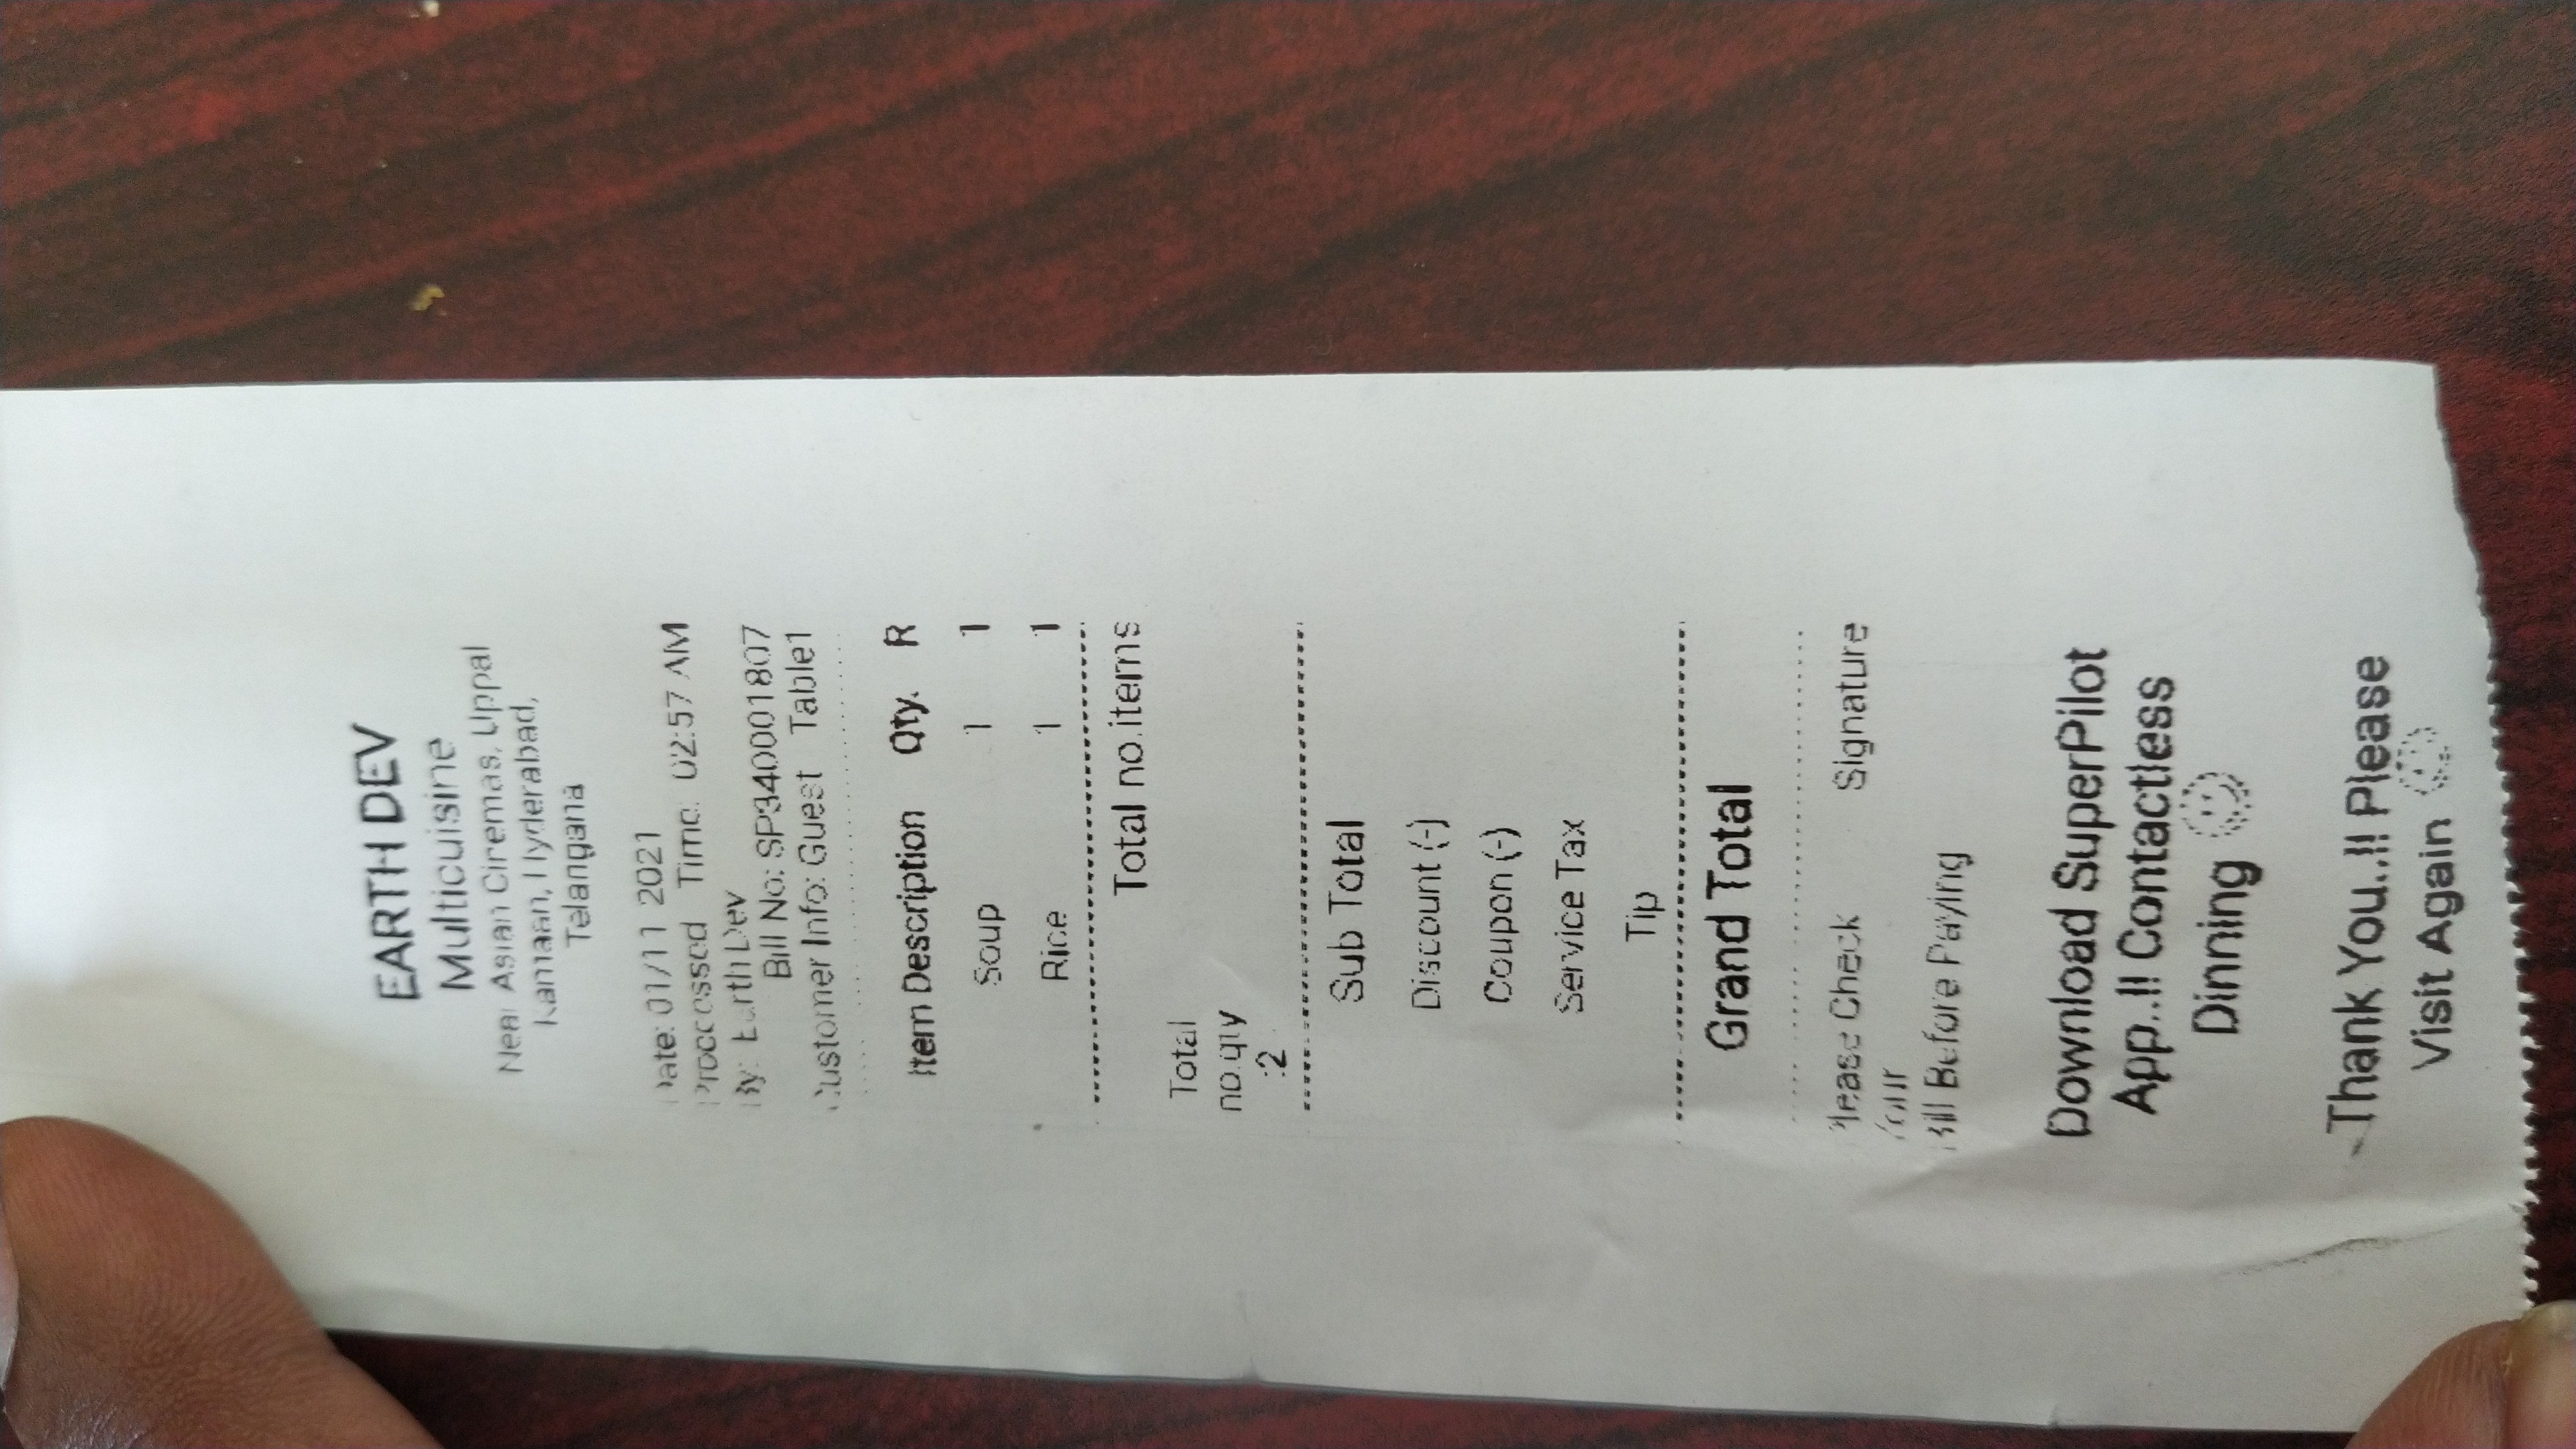 EARTH DEV
Multicuisine
Near Asian Cinemas, Uppal
Kamaan, Hyderabad,
Telangana
Date: 01/11 2021
Proccessed Time: 02:57 AM
By: Earth Dev
Bill No: SP340001807
Customer Info: Guest Table1
Item Description Qty. R
Soup 1 1
Rice 1 1
Total no.items
Total
no.qty
:2
Sub Total
Discount (-)
Coupon (-)
Service Tax
Tip
Grand Total
Please Check Signature
Your
Bill Before Paying
Download SuperPilot
App..!! Contactless
Dinning
Thank You..!! Please
Visit Again